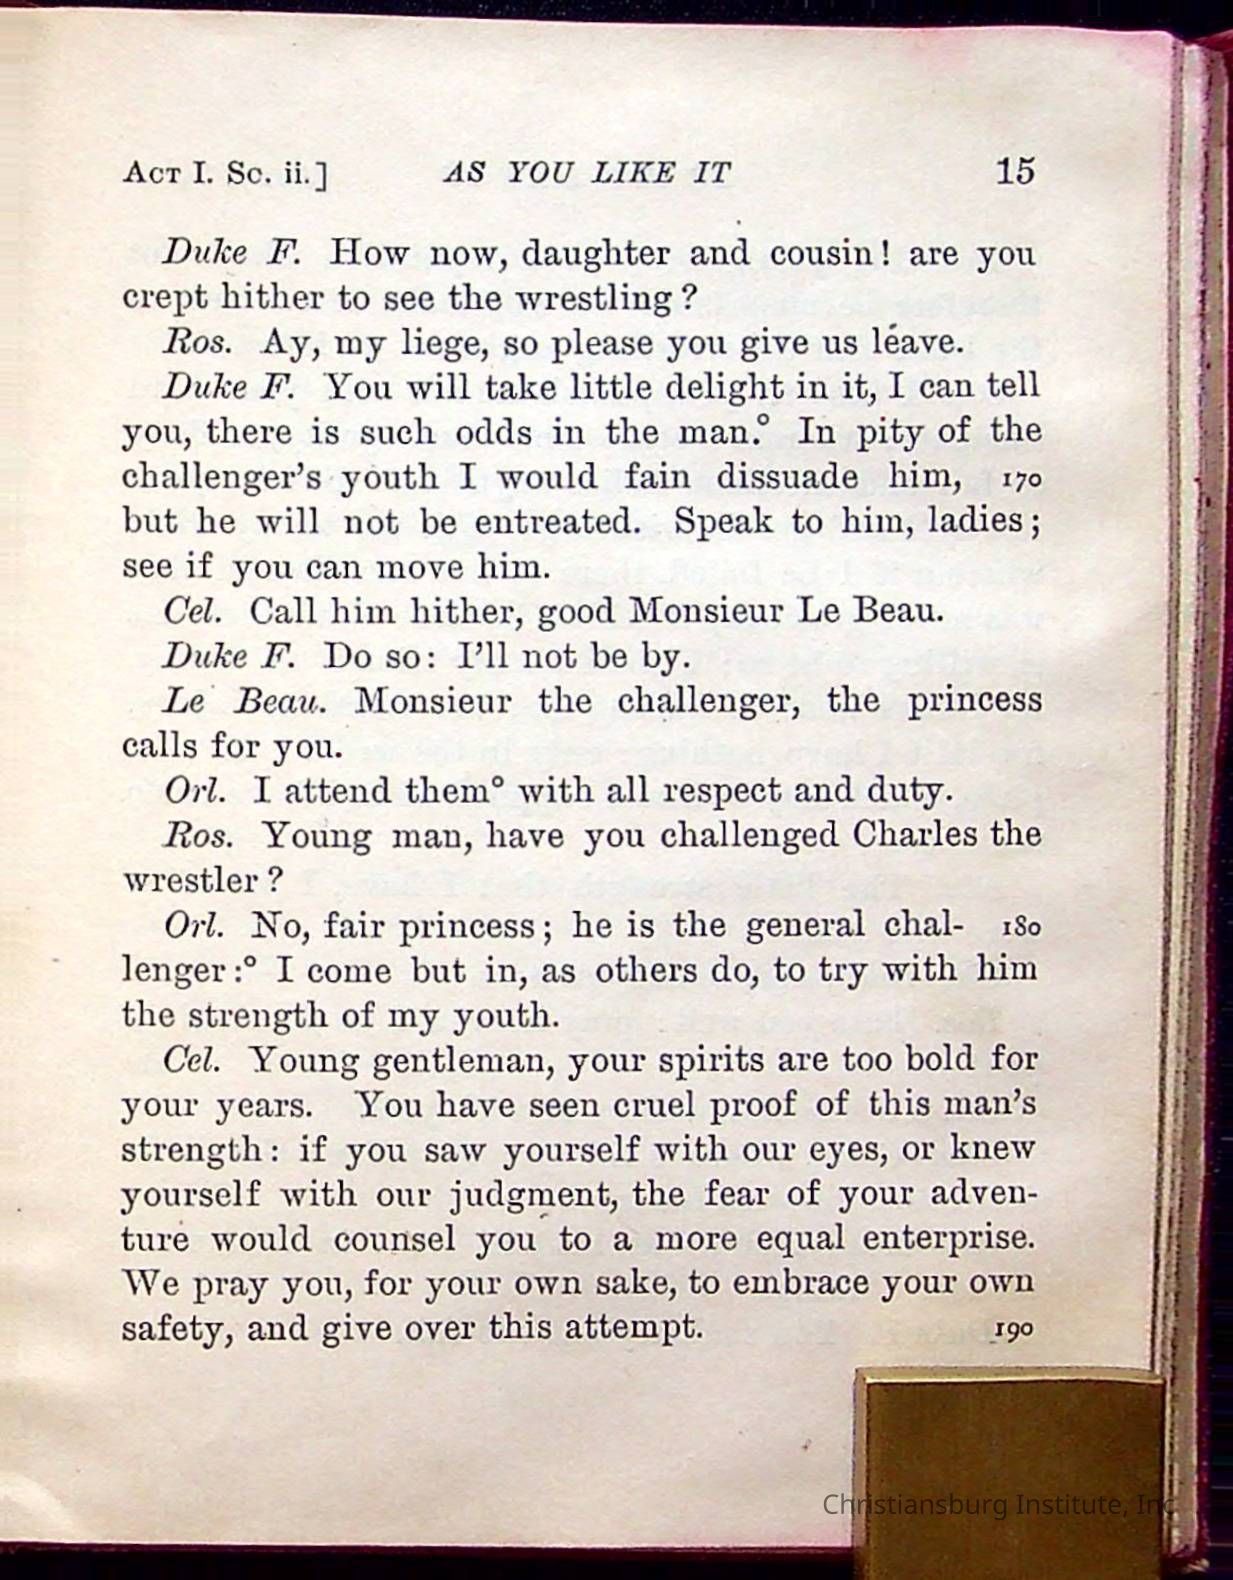 ACT I. Sc. ii.] AS YOU LIKE IT 15
Duke F. How now, daughter and cousin! are you
crept hither to see the wrestling?
Ros. Ay, my liege, so please you give us leave.
Duke F. You will take little delight in it, I can tell
you, there is such odds in the man.° In pity of the
challenger's youth I would fain dissuade him, 170
but he will not be entreated. Speak to him, ladies;
see if you can move him.
Cel. Call him hither, good Monsieur Le Beau.
Duke F. Do so: I'll not be by.
Le Beau. Monsieur the challenger, the princess
calls for you.
Orl. I attend them° with all respect and duty.
Ros. Young man, have you challenged Charles the
wrestler?
Orl. No, fair princess; he is the general chal- 180
lenger:° I come but in, as others do, to try with him
the strength of my youth.
Cel. Young gentleman, your spirits are too bold for
your years. You have seen cruel proof of this man's
strength: if you saw yourself with our eyes, or knew
yourself with our judgment, the fear of your adven-
ture would counsel you to a more equal enterprise.
We pray you, for your own sake, to embrace your own
safety, and give over this attempt. 190
Christiansburg Institute, Inc